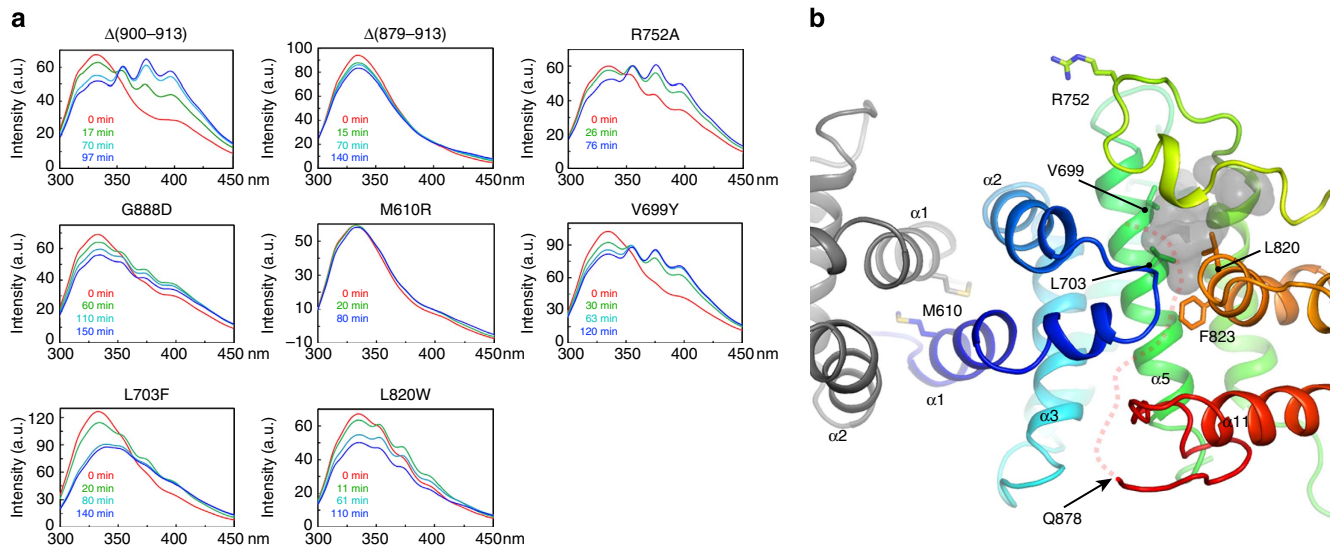 a
Δ(900–913)
Intensity (a.u.)
60
40
20
0
0 min
17 min
70 min
97 min
300 350 400 450 nm
Δ(879–913)
Intensity (a.u.)
100
80
60
40
20
0
0 min
15 min
70 min
140 min
300 350 400 450 nm
R752A
Intensity (a.u.)
60
40
20
0
0 min
26 min
76 min
300 350 400 450 nm
G888D
Intensity (a.u.)
60
40
20
0
0 min
60 min
110 min
150 min
300 350 400 450 nm
M610R
Intensity (a.u.)
50
30
10
–10
0 min
20 min
80 min
300 350 400 450 nm
V699Y
Intensity (a.u.)
90
60
30
0
0 min
30 min
63 min
120 min
300 350 400 450 nm
L703F
Intensity (a.u.)
120
90
60
30
0
0 min
20 min
80 min
140 min
300 350 400 450 nm
L820W
Intensity (a.u.)
60
40
20
0
0 min
11 min
61 min
110 min
300 350 400 450 nm
b
R752
V699
α2
α1
L820
L703
M610
F823
α5
α1
α3
α11
α2
Q878